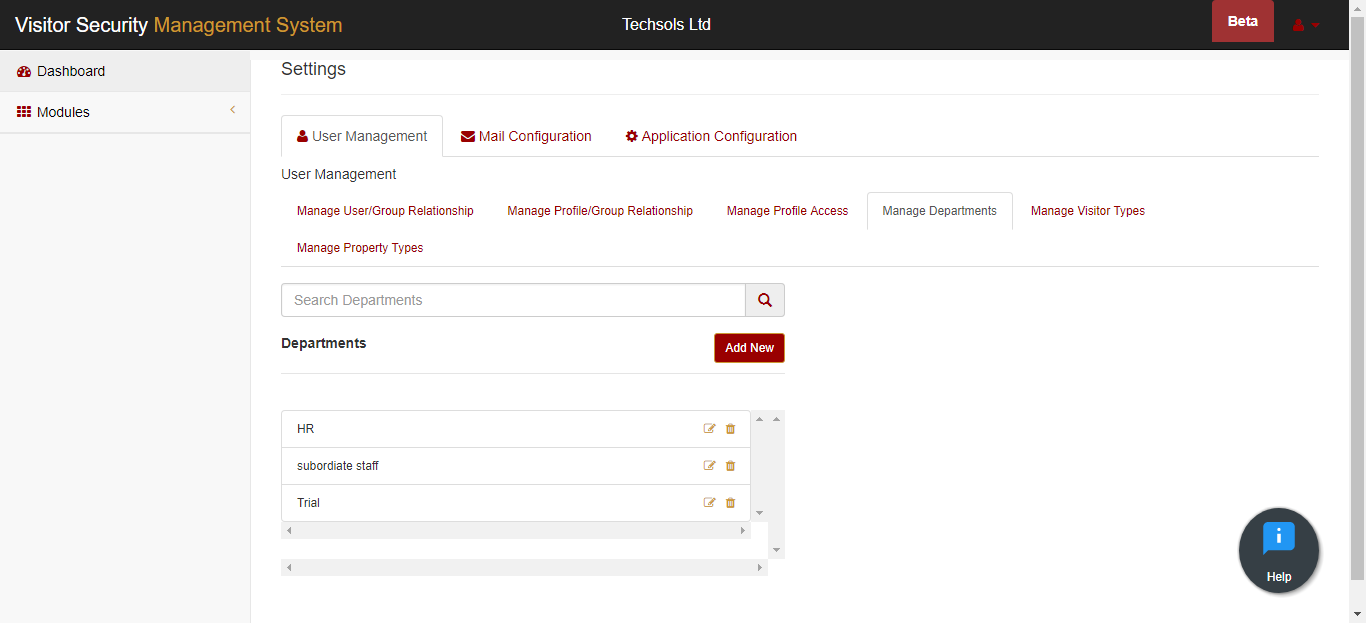 Visitor Security Management System
Techsols Ltd
Beta
Dashboard
Modules
Settings
User Management
Mail Configuration
Application Configuration
User Management
Manage User/Group Relationship
Manage Profile/Group Relationship
Manage Profile Access
Manage Departments
Manage Visitor Types
Manage Property Types
Search Departments
Departments
Add New
HR
subordiate staff
Trial
Help